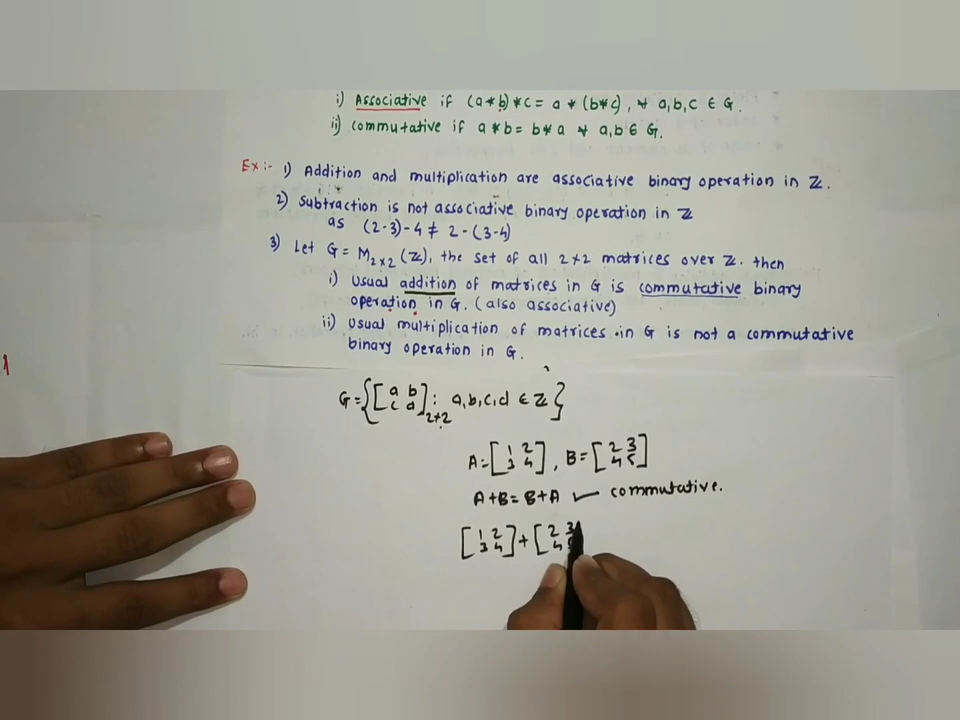 i) Associative if (a*b)*c = a*(b*c), ∀ a,b,c ∈ G.
ii) commutative if a*b = b*a ∀ a,b ∈ G.
Ex:- 1) Addition and multiplication are associative binary operation in ℤ.
2) Subtraction is not associative binary operation in ℤ
as (2-3)-4 ≠ 2-(3-4)
3) Let G = M₂ₓ₂(ℤ), the set of all 2×2 matrices over ℤ. then
i) Usual addition of matrices in G is commutative binary
operation in G. (also associative)
ii) Usual multiplication of matrices in G is not a commutative
binary operation in G.
G = {[a b
c d]₂ₓ₂ : a,b,c,d ∈ ℤ}
A = [1 2
3 4], B = [2 3
4 5]
A+B = B+A ✓ commutative.
[1 2
3 4] + [2 3
4